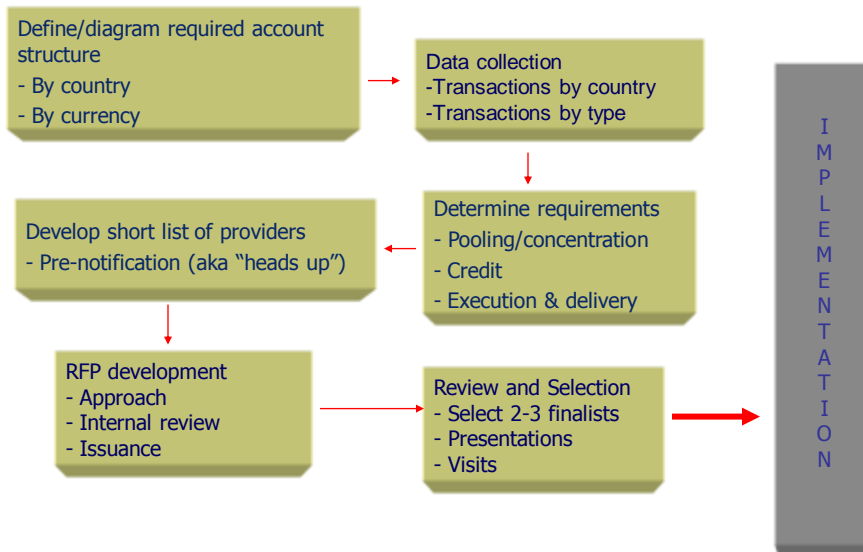 Define/diagram required account
structure
- By country
- By currency
Data collection
-Transactions by country
-Transactions by type
Determine requirements
- Pooling/concentration
- Credit
- Execution & delivery
Develop short list of providers
- Pre-notification (aka “heads up”)
RFP development
- Approach
- Internal review
- Issuance
Review and Selection
- Select 2-3 finalists
- Presentations
- Visits
I
M
P
L
E
M
E
N
T
A
T
I
O
N